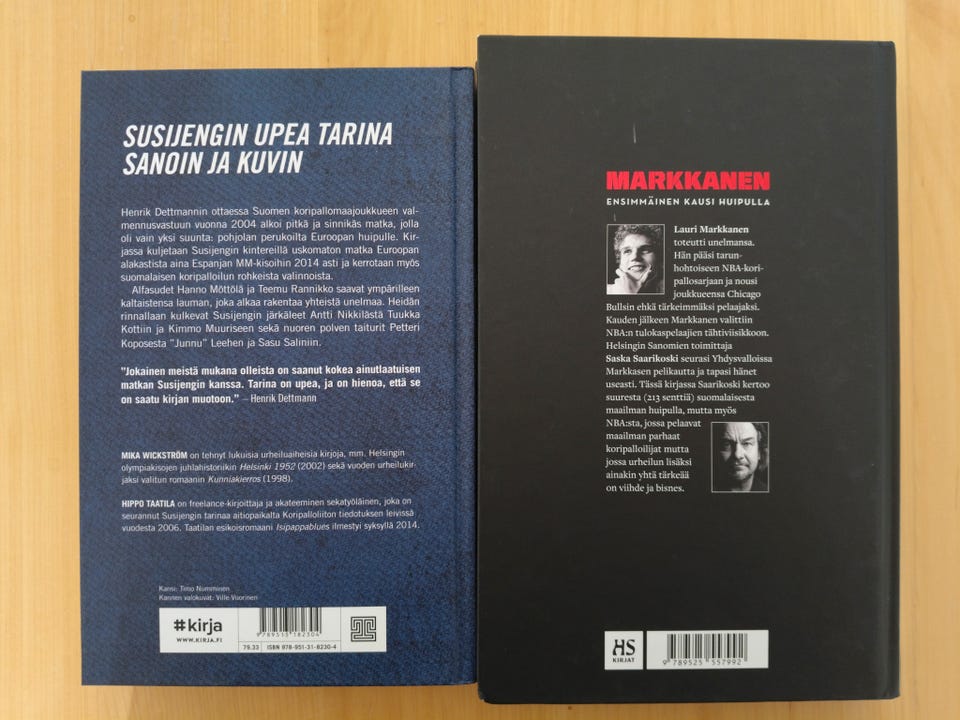 SUSIJENGIN UPEA TARINA
SANOIN JA KUVIN
Henrik Dettmannin ottaessa Suomen koripallomaajoukkueen val-
mennusvastuun vuonna 2004 alkoi pitkä ja sinnikäs matka, jolla
oli vain yksi suunta: pohjolan perukoilta Euroopan huipulle. Kir-
jassa kuljetaan Susijengin kintereillä uskomaton matka Euroopan
alakastista aina Espanjan MM-kisoihin 2014 asti ja kerrotaan myös
suomalaisen koripalloilun rohkeista valinnoista.
Alfasudet Hanno Möttölä ja Teemu Rannikko saavat ympärilleen
kaltaistensa lauman, joka alkaa rakentaa yhteistä unelmaa. Heidän
rinnallaan kulkevat Susijengin järkäleet Antti Nikkilästä Tuukka
Kottiin ja Kimmo Muuriseen sekä nuoren polven taiturit Petteri
Koposesta "Junnu" Leehen ja Sasu Saliniin.
"Jokainen meistä mukana olleista on saanut kokea ainutlaatuisen
matkan Susijengin kanssa. Tarina on upea, ja on hienoa, että se
on saatu kirjan muotoon." – Henrik Dettmann
MIKA WICKSTRÖM on tehnyt lukuisia urheiluaiheisia kirjoja, mm. Helsingin
olympiakisojen juhlahistoriikin Helsinki 1952 (2002) sekä vuoden urheilukir-
jaksi valitun romaanin Kunniakierros (1998).
HIPPO TAATILA on freelance-kirjoittaja ja akateeminen sekatyöläinen, joka on
seurannut Susijengin tarinaa aitiopaikalta Koripalloliiton tiedotuksen leivissä
vuodesta 2006. Taatilan esikoisromaani Isipappablues ilmestyi syksyllä 2014.
Kansi: Timo Numminen
Kannen valokuvat: Ville Vuorinen
#kirja
WWW.KIRJA.FI
9789513182304
79.33 ISBN 978-951-31-8230-4
MARKKANEN
ENSIMMÄINEN KAUSI HUIPULLA
Lauri Markkanen
toteutti unelmansa.
Hän pääsi tarun-
hohtoiseen NBA-kori-
pallosarjaan ja nousi
joukkueensa Chicago
Bullsin ehkä tärkeimmäksi pelaajaksi.
Kauden jälkeen Markkanen valittiin
NBA:n tulokaspelaajien tähtiviisikkoon.
Helsingin Sanomien toimittaja
Saska Saarikoski seurasi Yhdysvalloissa
Markkasen pelikautta ja tapasi hänet
useasti. Tässä kirjassa Saarikoski kertoo
suuresta (213 senttiä) suomalaisesta
maailman huipulla, mutta myös
NBA:sta, jossa pelaavat
maailman parhaat
koripalloilijat mutta
jossa urheilun lisäksi
ainakin yhtä tärkeää
on viihde ja bisnes.
HS
KIRJAT
9 789525 557992